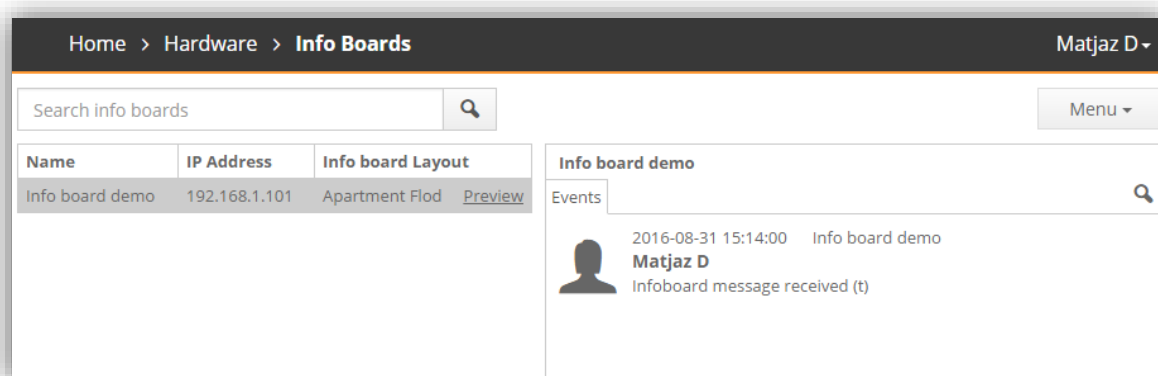 Home > Hardware > Info Boards Matjaz D
Search info boards Menu
Name IP Address Info board Layout
Info board demo 192.168.1.101 Apartment Flod Preview
Info board demo
Events
2016-08-31 15:14:00 Info board demo
Matjaz D
Infoboard message received (t)